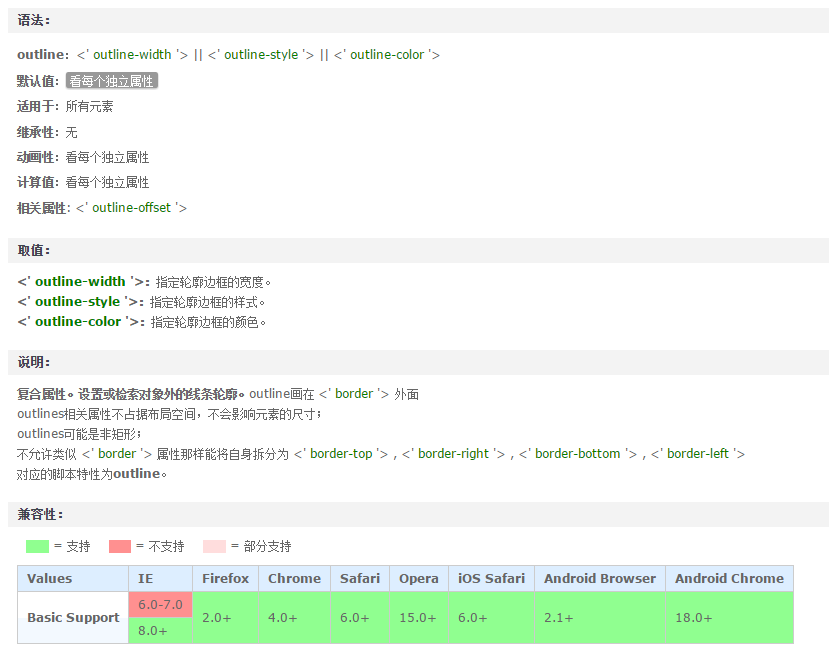 语法：
outline：<' outline-width '> || <' outline-style '> || <' outline-color '>
默认值：看每个独立属性
适用于：所有元素
继承性：无
动画性：看每个独立属性
计算值：看每个独立属性
相关属性: <' outline-offset '>
取值：
<' outline-width '>：指定轮廓边框的宽度。
<' outline-style '>：指定轮廓边框的样式。
<' outline-color '>：指定轮廓边框的颜色。
说明：
复合属性。设置或检索对象外的线条轮廓。outline画在 <' border '> 外面
outlines相关属性不占据布局空间，不会影响元素的尺寸；
outlines可能是非矩形；
不允许类似 <' border '> 属性那样能将自身拆分为 <' border-top '> , <' border-right '> , <' border-bottom '> , <' border-left '>
对应的脚本特性为outline。
兼容性：
= 支持 = 不支持 = 部分支持
Values IE Firefox Chrome Safari Opera iOS Safari Android Browser Android Chrome
Basic Support 6.0-7.0 2.0+ 4.0+ 6.0+ 15.0+ 6.0+ 2.1+ 18.0+
8.0+